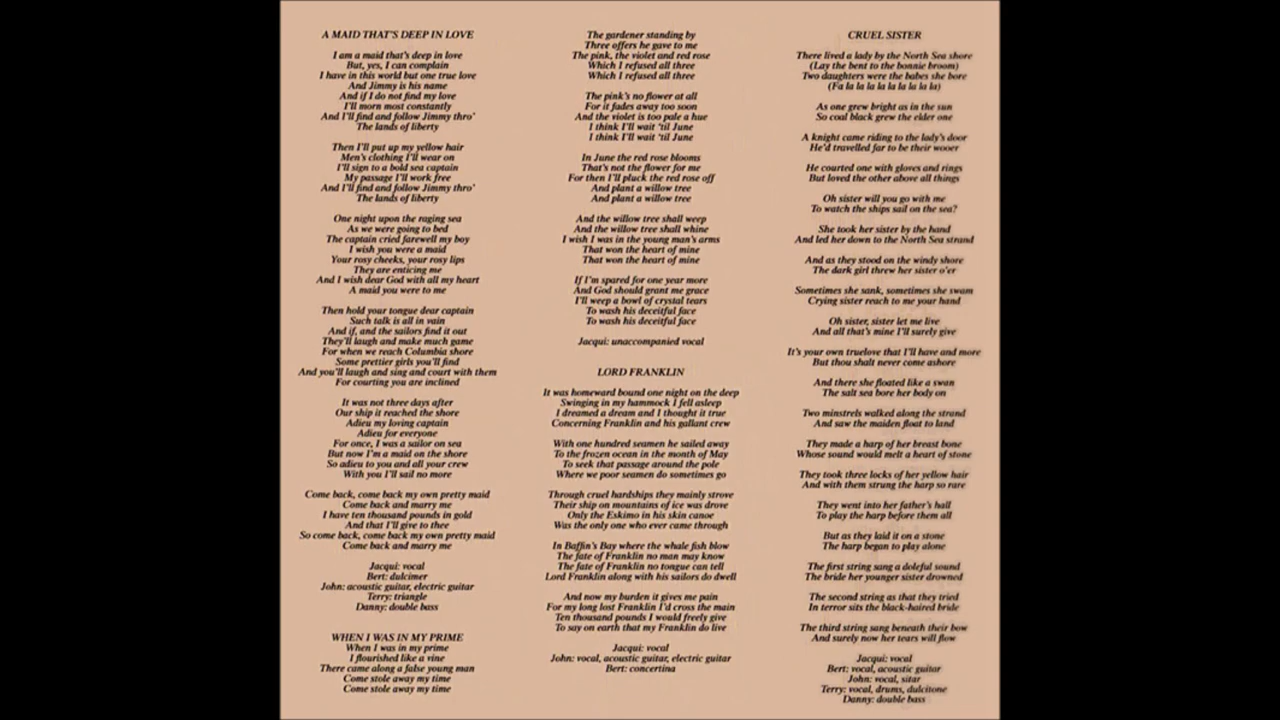 A MAID THAT'S DEEP IN LOVE
I am a maid that's deep in love
But, yes, I can complain
I have in this world but one true love
And Jimmy is his name
And if I do not find my love
I'll morn most constantly
And I'll find and follow Jimmy thro'
The lands of liberty
Then I'll put up my yellow hair
Men's clothing I'll wear on
I'll sign to a bold sea captain
My passage I'll work free
And I'll find and follow Jimmy thro'
The lands of liberty
One night upon the raging sea
As we were going to bed
The captain cried farewell my boy
I wish you were a maid
Your rosy cheeks, your rosy lips
They are enticing me
And I wish dear God with all my heart
A maid you were to me
Then hold your tongue dear captain
Such talk is all in vain
And if, and the sailors find it out
They'll laugh and make much game
For when we reach Columbia shore
Some prettier girls you'll find
And you'll laugh and sing and court with them
For courting you are inclined
It was not three days after
Our ship it reached the shore
Adieu my loving captain
Adieu for everyone
For once, I was a sailor on sea
But now I'm a maid on the shore
So adieu to you and all your crew
With you I'll sail no more
Come back, come back my own pretty maid
Come back and marry me
I have ten thousand pounds in gold
And that I'll give to thee
So come back, come back my own pretty maid
Come back and marry me
Jacqui: vocal
Bert: dulcimer
John: acoustic guitar, electric guitar
Terry: triangle
Danny: double bass
WHEN I WAS IN MY PRIME
When I was in my prime
I flourished like a vine
There came along a false young man
Come stole away my time
Come stole away my time
The gardener standing by
Three offers he gave to me
The pink, the violet and red rose
Which I refused all three
Which I refused all three
The pink's no flower at all
For it fades away too soon
And the violet is too pale a hue
I think I'll wait 'til June
I think I'll wait 'til June
In June the red rose blooms
That's not the flower for me
For then I'll pluck the red rose off
And plant a willow tree
And plant a willow tree
And the willow tree shall weep
And the willow tree shall whine
I wish I was in the young man's arms
That won the heart of mine
That won the heart of mine
If I'm spared for one year more
And God should grant me grace
I'll weep a bowl of crystal tears
To wash his deceitful face
To wash his deceitful face
Jacqui: unaccompanied vocal
LORD FRANKLIN
It was homeward bound one night on the deep
Swinging in my hammock I fell asleep
I dreamed a dream and I thought it true
Concerning Franklin and his gallant crew
With one hundred seamen he sailed away
To the frozen ocean in the month of May
To seek that passage around the pole
Where we poor seamen do sometimes go
Through cruel hardships they mainly strove
Their ship on mountains of ice was drove
Only the Eskimo in his skin canoe
Was the only one who ever came through
In Baffin's Bay where the whale fish blow
The fate of Franklin no man may know
The fate of Franklin no tongue can tell
Lord Franklin along with his sailors do dwell
And now my burden it gives me pain
For my long lost Franklin I'd cross the main
Ten thousand pounds I would freely give
To say on earth that my Franklin do live
Jacqui: vocal
John: vocal, acoustic guitar, electric guitar
Bert: concertina
CRUEL SISTER
There lived a lady by the North Sea shore
(Lay the bent to the bonnie broom)
Two daughters were the babes she bore
(Fa la la la la la la la la la)
As one grew bright as in the sun
So coal black grew the elder one
A knight came riding to the lady's door
He'd travelled far to be their wooer
He courted one with gloves and rings
But loved the other above all things
Oh sister will you go with me
To watch the ships sail on the sea?
She took her sister by the hand
And led her down to the North Sea strand
And as they stood on the windy shore
The dark girl threw her sister o'er
Sometimes she sank, sometimes she swam
Crying sister reach to me your hand
Oh sister, sister let me live
And all that's mine I'll surely give
It's your own truelove that I'll have and more
But thou shalt never come ashore
And there she floated like a swan
The salt sea bore her body on
Two minstrels walked along the strand
And saw the maiden float to land
They made a harp of her breast bone
Whose sound would melt a heart of stone
They took three locks of her yellow hair
And with them strung the harp so rare
They went into her father's hall
To play the harp before them all
But as they laid it on a stone
The harp began to play alone
The first string sang a doleful sound
The bride her younger sister drowned
The second string as that they tried
In terror sits the black-haired bride
The third string sang beneath their bow
And surely now her tears will flow
Jacqui: vocal
Bert: vocal, acoustic guitar
John: vocal, sitar
Terry: vocal, drums, dulcitone
Danny: double bass